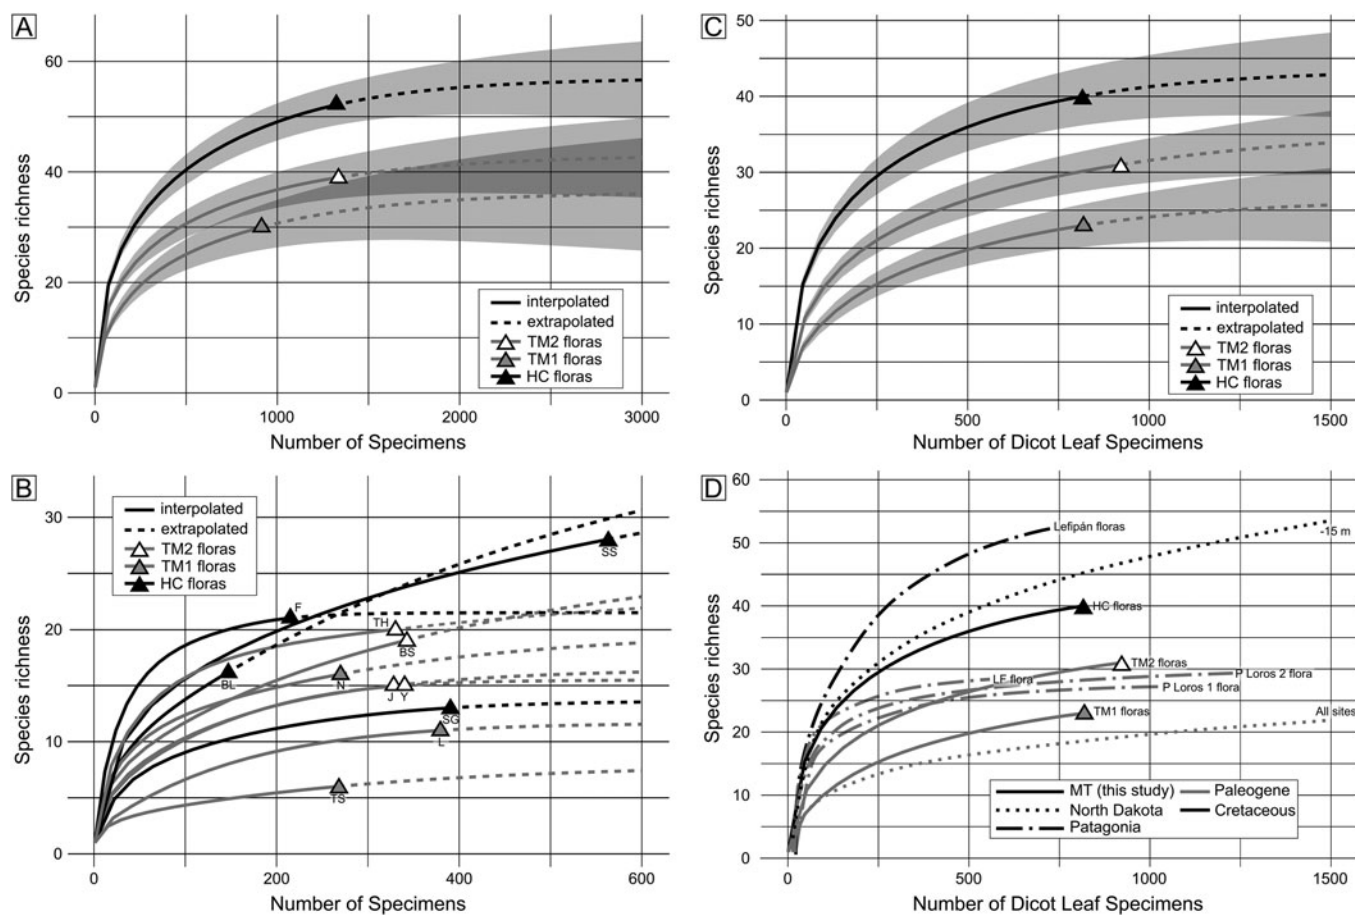 A
60
40
20
0
Species richness
interpolated
extrapolated
TM2 floras
TM1 floras
HC floras
0 1000 2000 3000
Number of Specimens
C
50
40
30
20
10
0
Species richness
interpolated
extrapolated
TM2 floras
TM1 floras
HC floras
0 500 1000 1500
Number of Dicot Leaf Specimens
B
30
20
10
0
Species richness
interpolated
extrapolated
TM2 floras
TM1 floras
HC floras
F
SS
TH
BS
BL
N
J Y
SG
L
TS
0 200 400 600
Number of Specimens
D
60
50
40
30
20
10
0
Species richness
Lefipán floras
-15 m
HC floras
LF flora
TM2 floras
P Loros 2 flora
P Loros 1 flora
TM1 floras
All sites
MT (this study) Paleogene
North Dakota Cretaceous
Patagonia
0 500 1000 1500
Number of Dicot Leaf Specimens